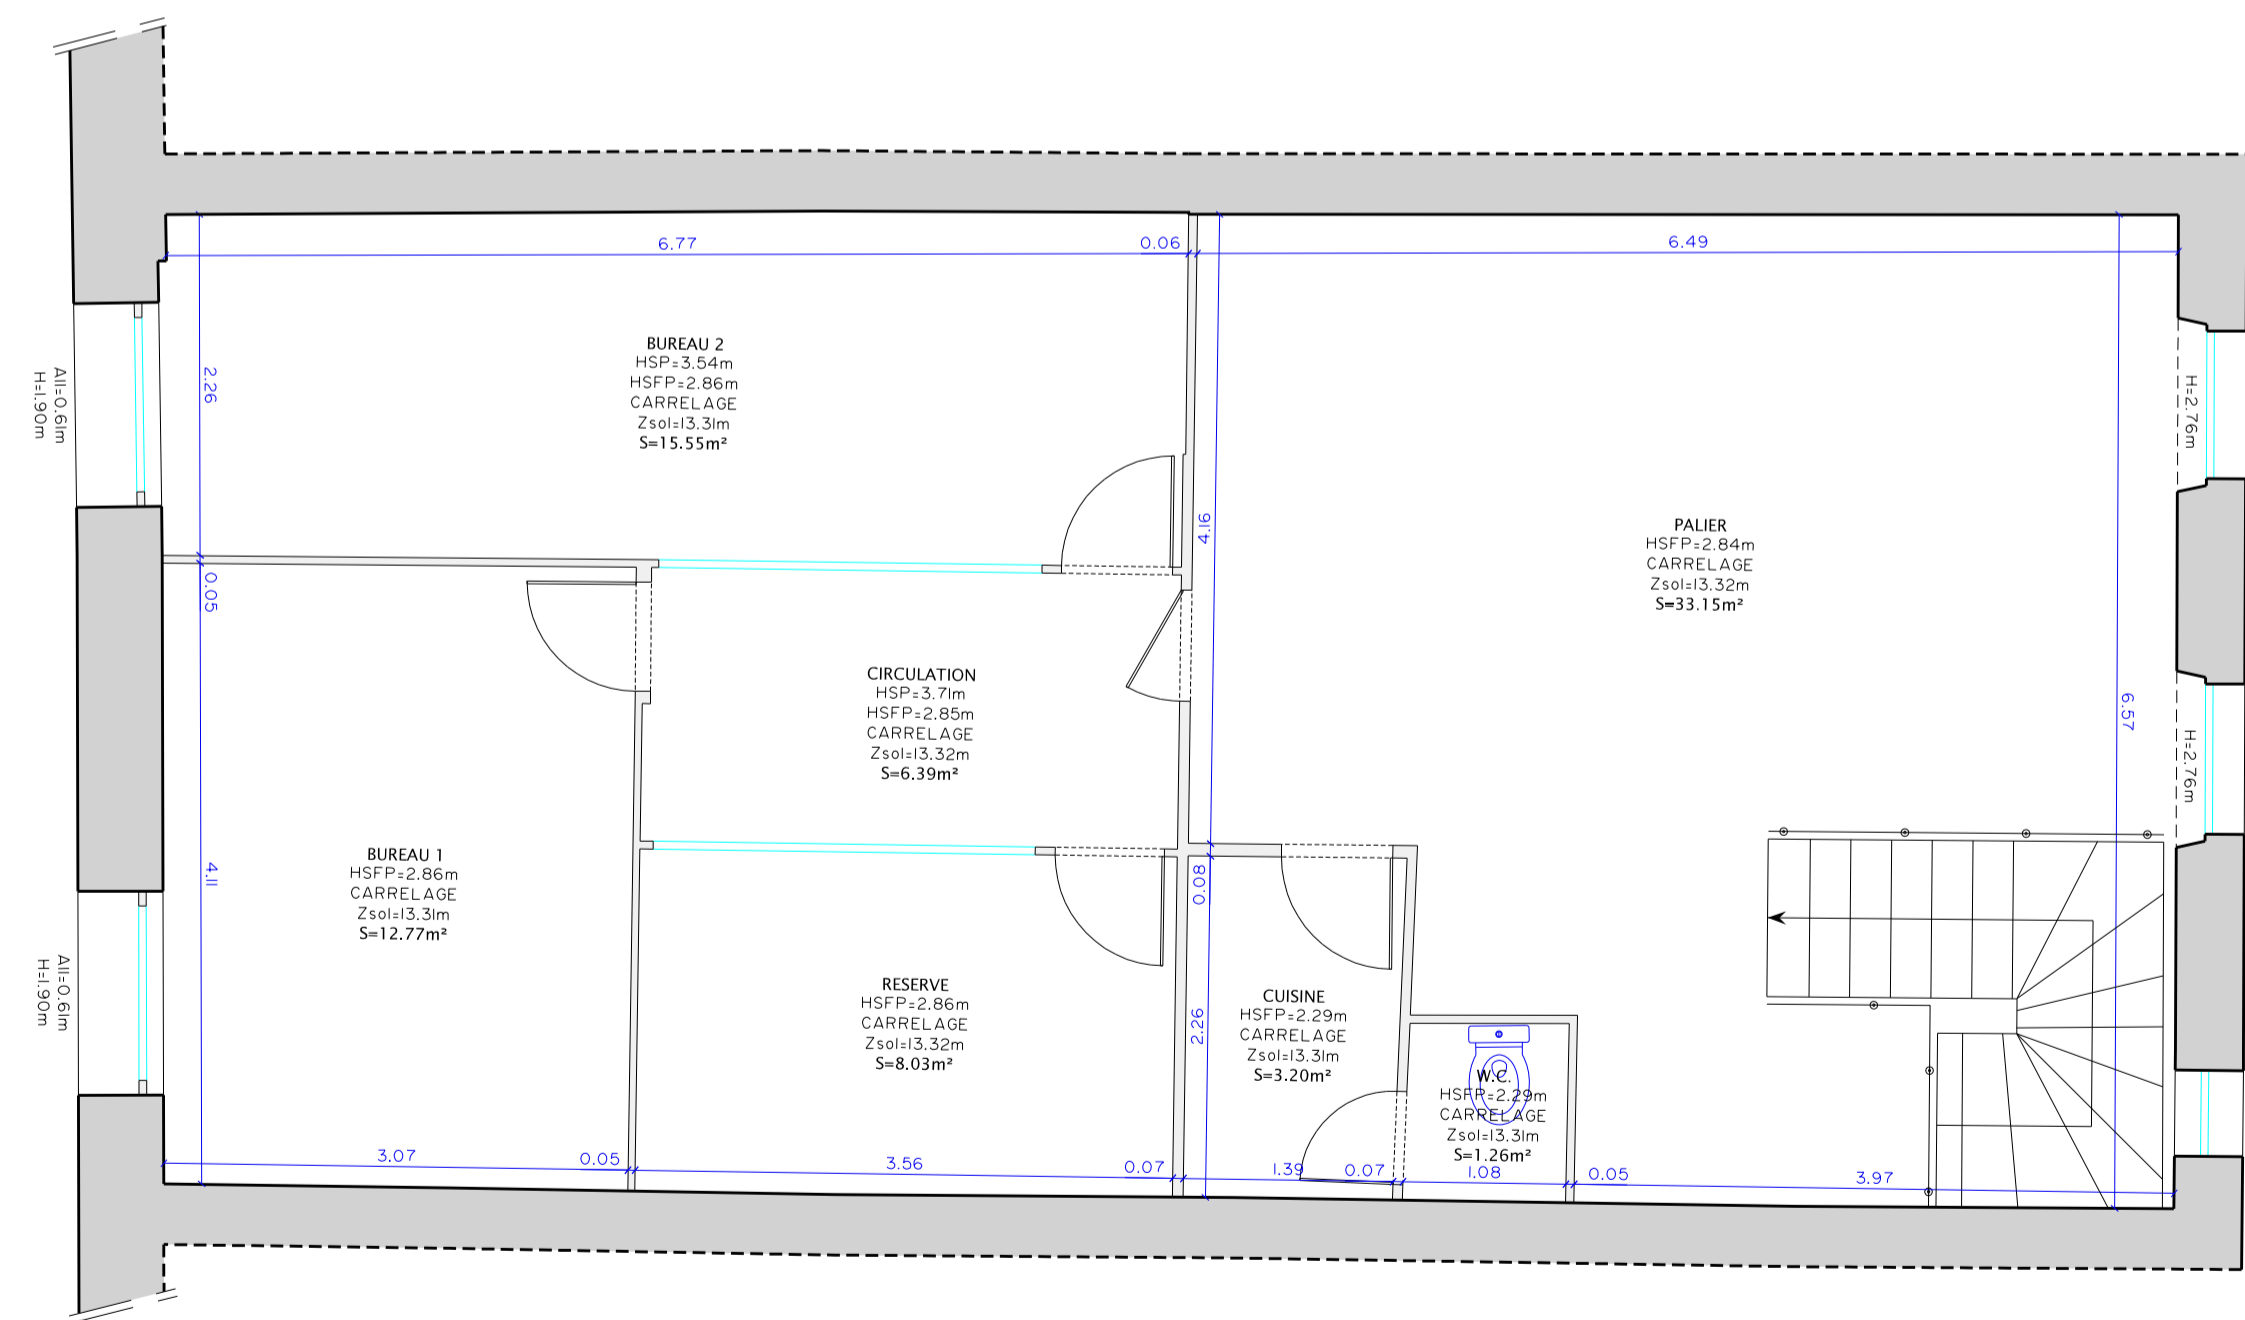 6.77
0.06
6.49
BUREAU 2
HSP=3.54m
HSFP=2.86m
CARRELAGE
Zsol=13.31m
S=15.55m²
All=0.61m
H=1.90m
2.26
H=2.76m
4.16
PALIER
HSFP=2.84m
CARRELAGE
Zsol=13.32m
S=33.15m²
0.05
CIRCULATION
HSP=3.71m
HSFP=2.85m
CARRELAGE
Zsol=13.32m
S=6.39m²
6.57
H=2.76m
BUREAU 1
HSFP=2.86m
CARRELAGE
Zsol=13.31m
S=12.77m²
4.11
0.08
All=0.61m
H=1.90m
RESERVE
HSFP=2.86m
CARRELAGE
Zsol=13.32m
S=8.03m²
2.26
CUISINE
HSFP=2.29m
CARRELAGE
Zsol=13.31m
S=3.20m²
W.C.
HSFP=2.29m
CARRELAGE
Zsol=13.31m
S=1.26m²
3.07
0.05
3.56
0.07
1.39
0.07
1.08
0.05
3.97